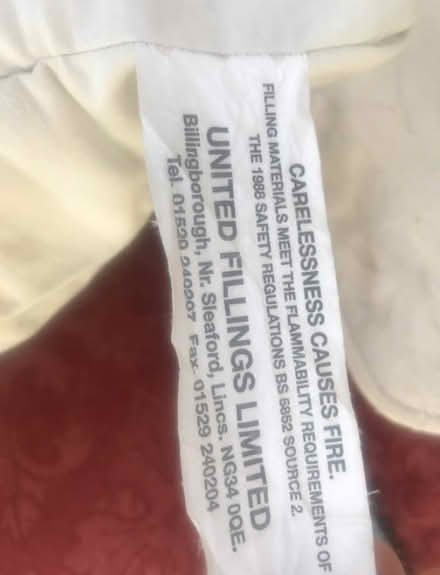 CARELESSNESS CAUSES FIRE.
FILLING MATERIALS MEET THE FLAMMABILITY REQUIREMENTS OF
THE 1988 SAFETY REGULATIONS BS 5852 SOURCE 2.
UNITED FILLINGS LIMITED
Billingborough, Nr. Sleaford, Lincs. NG34 0QE.
Tel. 01529 240207 Fax. 01529 240204